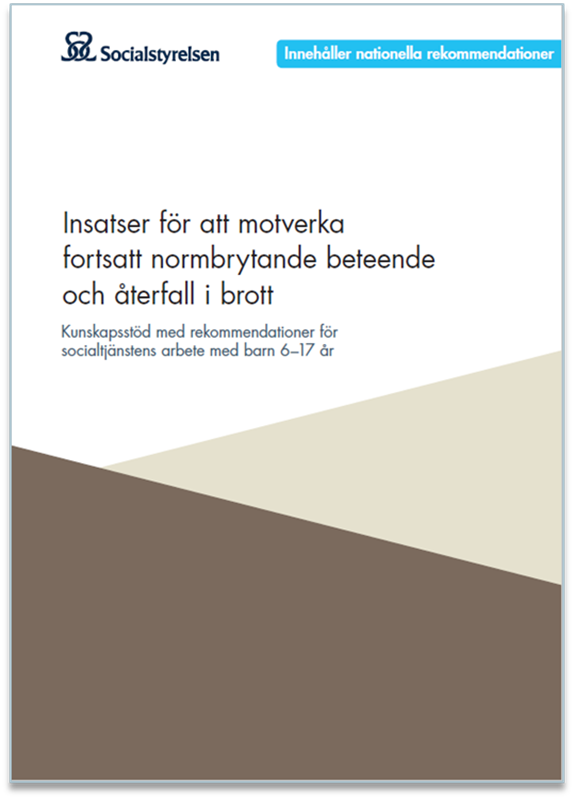 Socialstyrelsen
Innehåller nationella rekommendationer
Insatser för att motverka
fortsatt normbrytande beteende
och återfall i brott
Kunskapsstöd med rekommendationer för
socialtjänstens arbete med barn 6–17 år